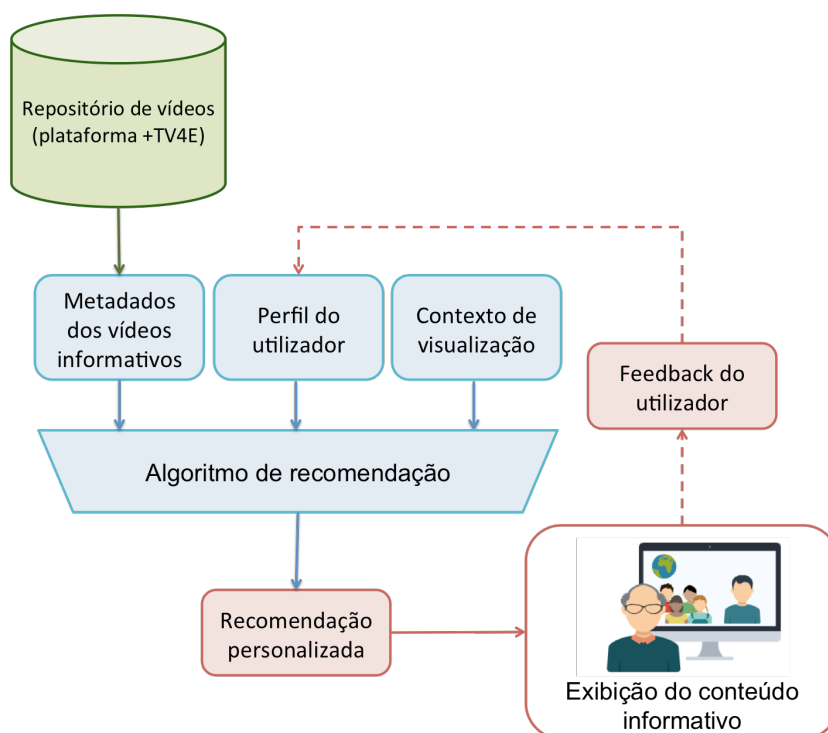 Repositório de vídeos
(plataforma +TV4E)
Metadados
dos vídeos
informativos
Perfil do
utilizador
Contexto de
visualização
Feedback do
utilizador
Algoritmo de recomendação
Recomendação
personalizada
Exibição do conteúdo
informativo